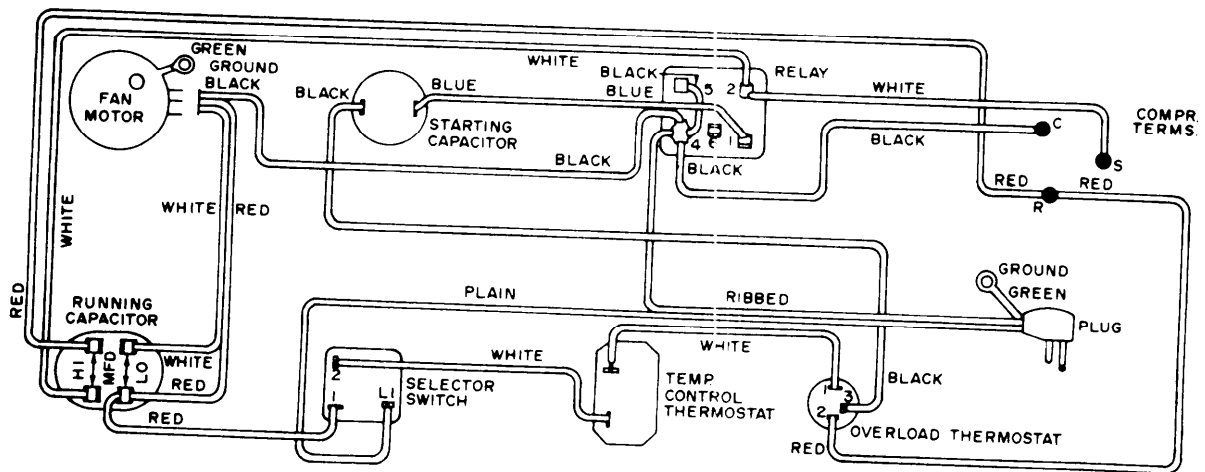 GREEN
GROUND
BLACK
FAN
MOTOR
BLACK
BLUE
STARTING
CAPACITOR
WHITE
BLACK
BLUE
RELAY
5
2
4
6
1
WHITE
COMPR.
TERMS.
C
BLACK
S
BLACK
BLACK
RED
RED
R
WHITE
WHITE
RED
RED
RUNNING
CAPACITOR
HI
MFD
LO
WHITE
RED
RED
PLAIN
RIBBED
GROUND
GREEN
PLUG
2
1
L1
SELECTOR
SWITCH
WHITE
WHITE
TEMP.
CONTROL
THERMOSTAT
1
3
2
BLACK
RED
OVERLOAD THERMOSTAT